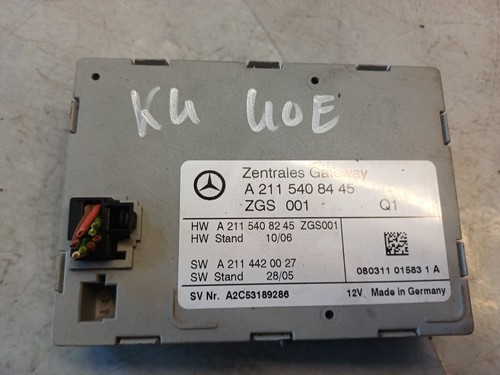 K4 40E
Zentrales Gateway
A 211 540 84 45
ZGS 001 Q1
HW A 211 540 82 45 ZGS001
HW Stand 10/06
SW A 211 442 00 27
SW Stand 28/05
080311 01583 1 A
SV Nr. A2C53189286 12V Made in Germany